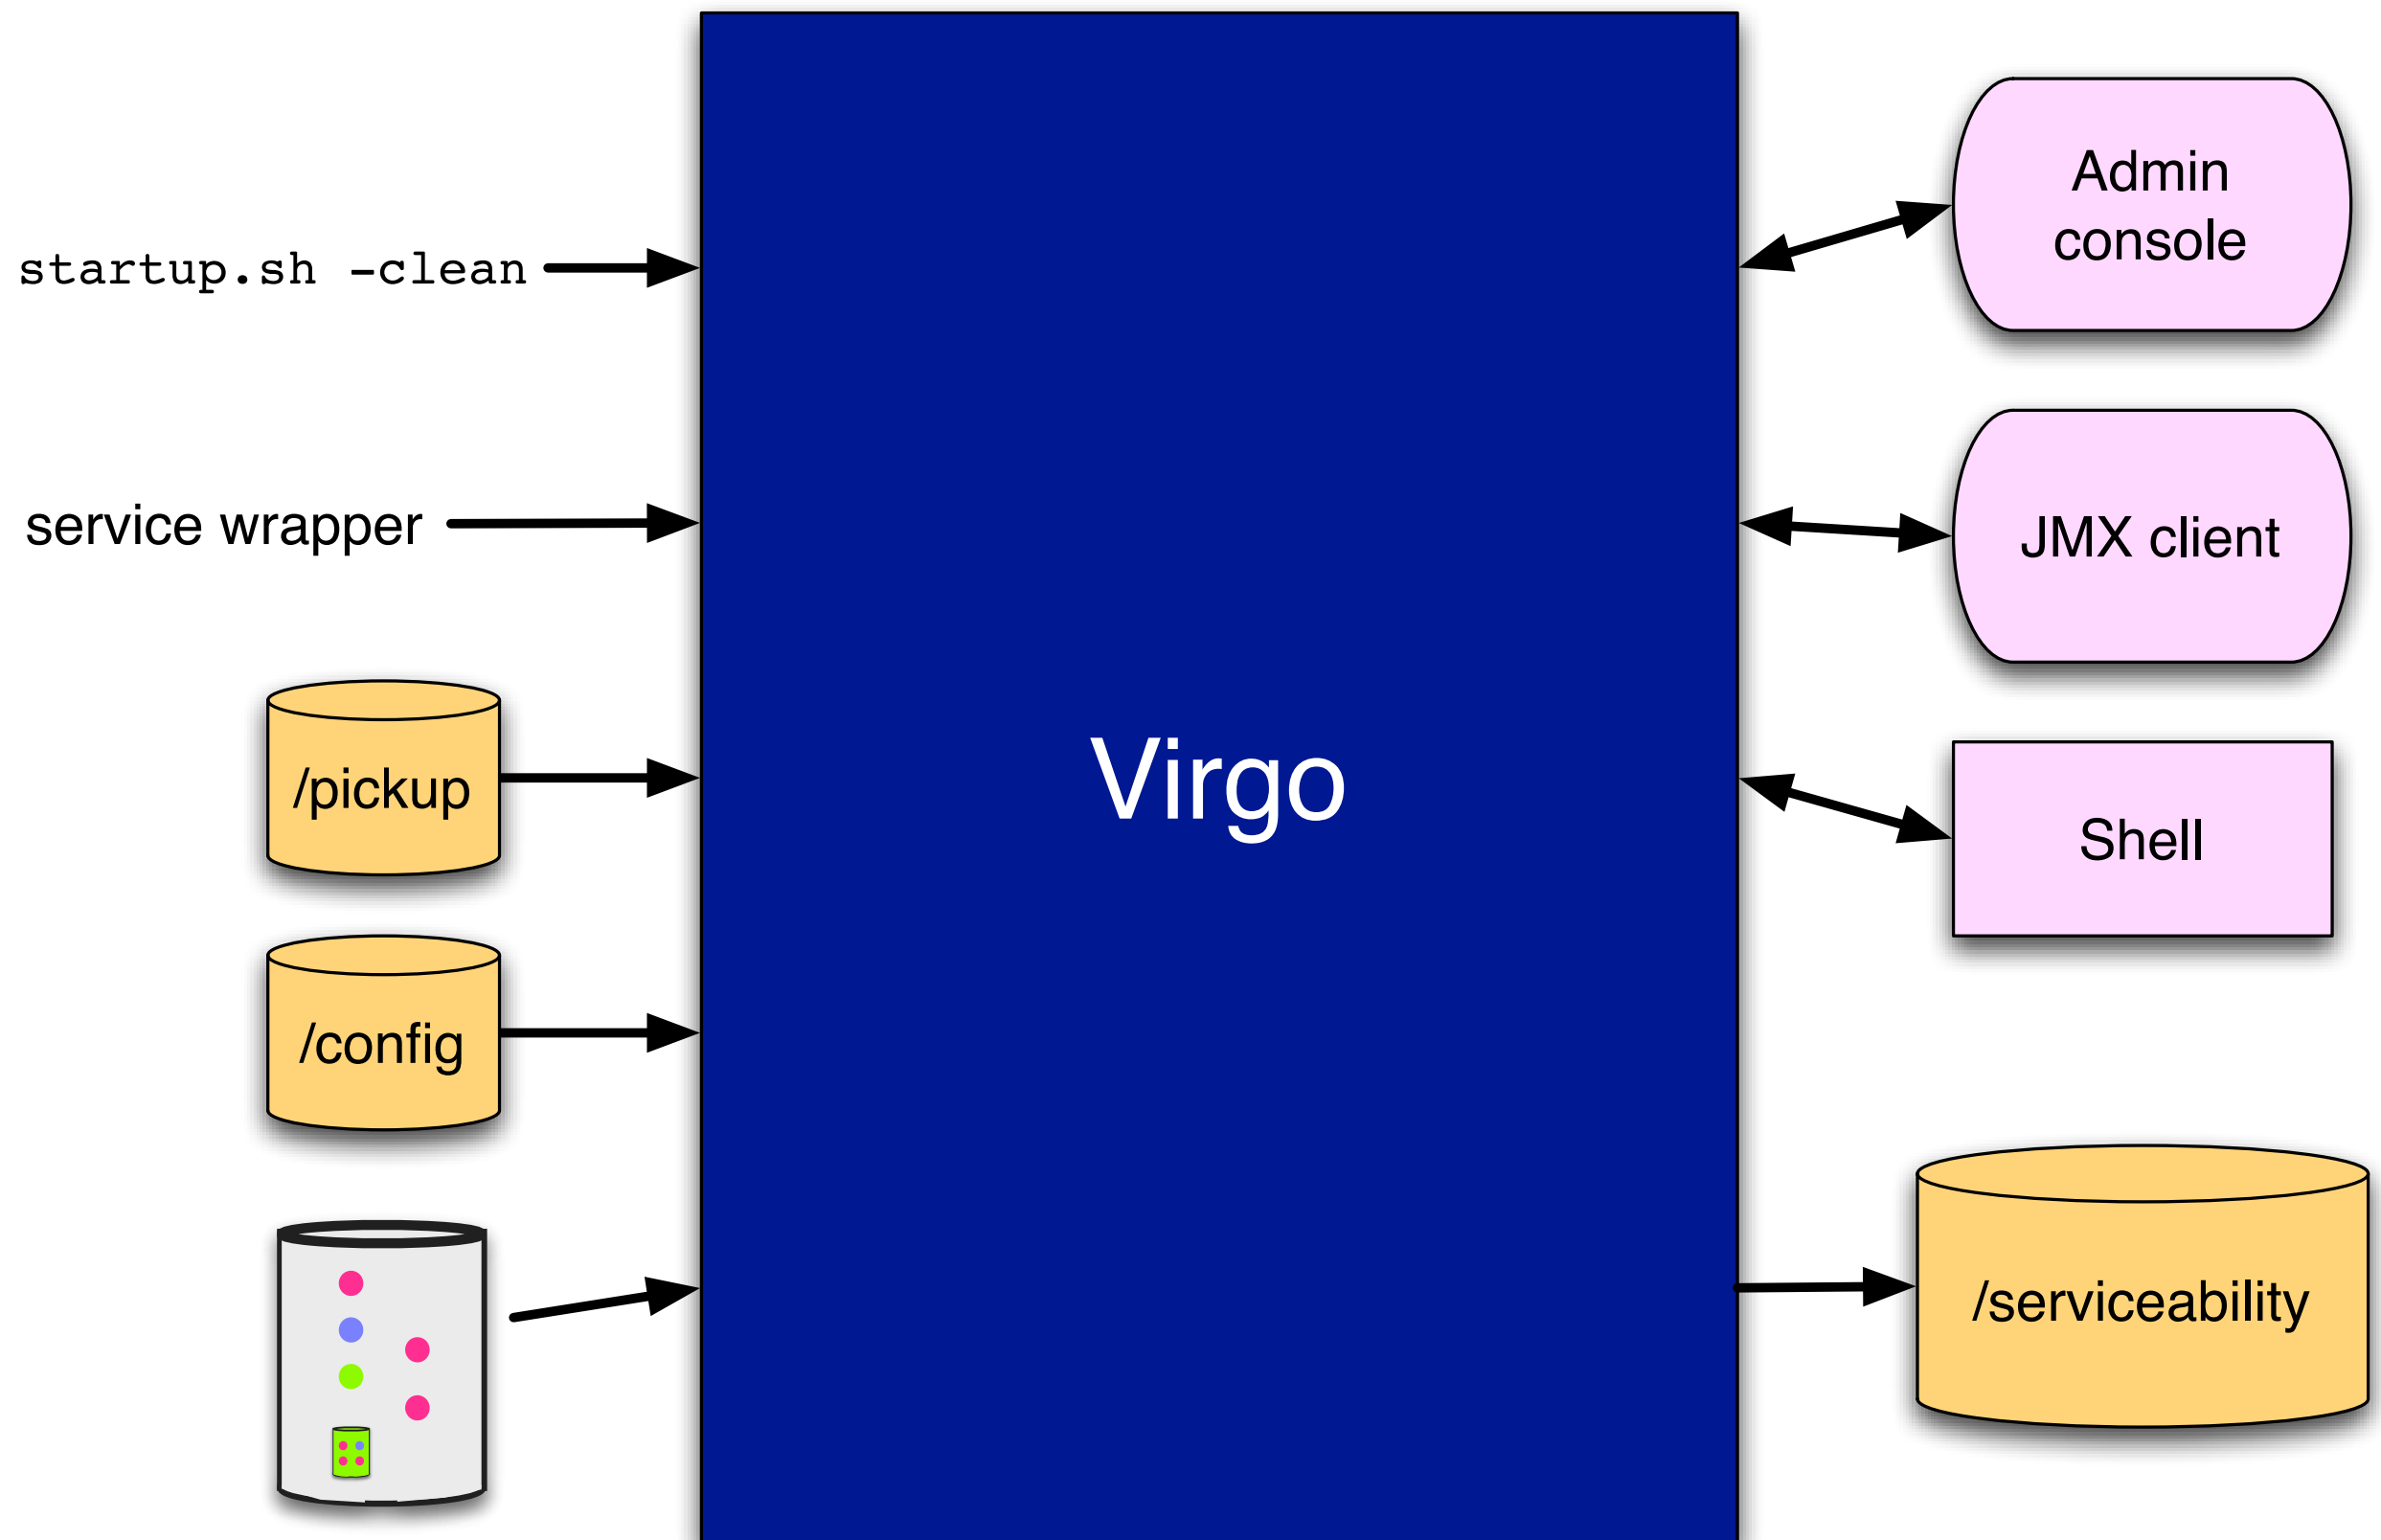 startup.sh -clean
service wrapper
/pickup
/config
Virgo
Admin
console
JMX client
Shell
/serviceability